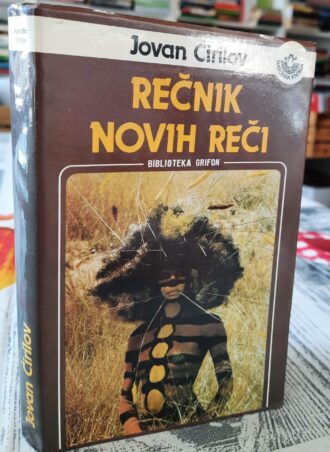 Jovan Ćirilov
REČNIK
NOVIH REČI
BIBLIOTEKA GRIFON
Jovan Ćirilov